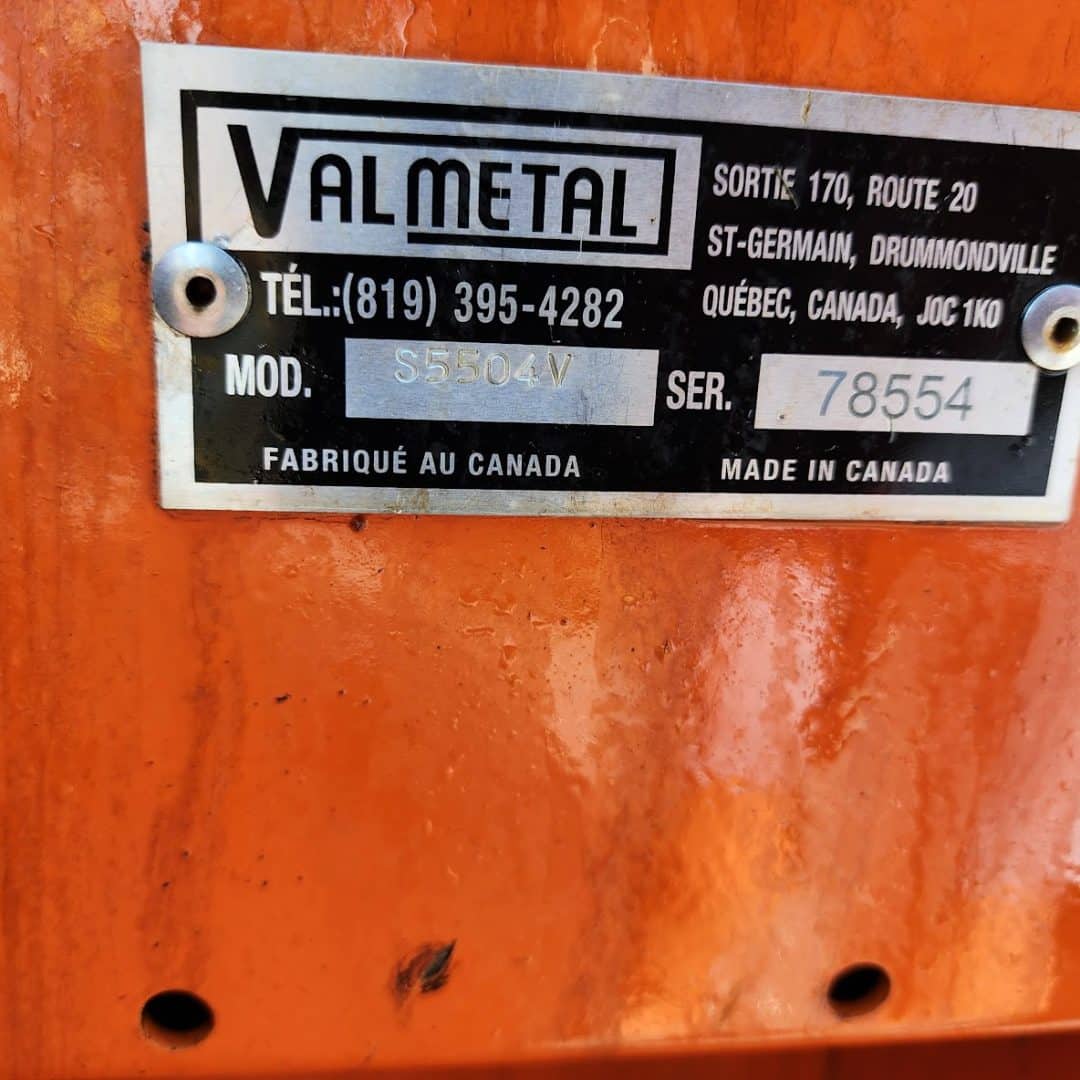 VALMETAL
SORTIE 170, ROUTE 20
ST-GERMAIN, DRUMMONDVILLE
QUÉBEC, CANADA, J0C 1K0
TÉL.:(819) 395-4282
MOD. S5504V SER. 78554
FABRIQUÉ AU CANADA MADE IN CANADA